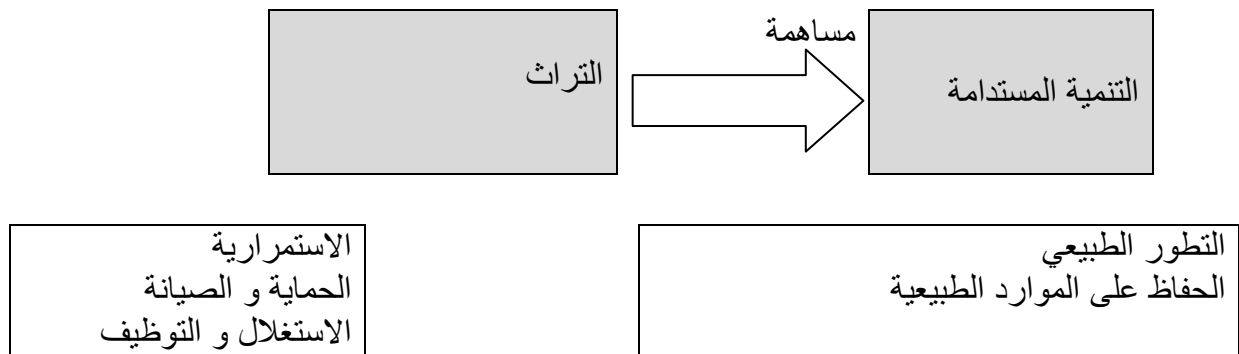 مساهمة
التراث
التنمية المستدامة
التطور الطبيعي
الحفاظ على الموارد الطبيعية
الاستمرارية
الحماية و الصيانة
الاستغلال و التوظيف